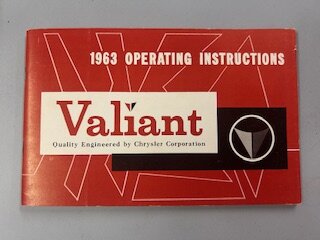 1963 OPERATING INSTRUCTIONS
Valiant
Quality Engineered by Chrysler Corporation